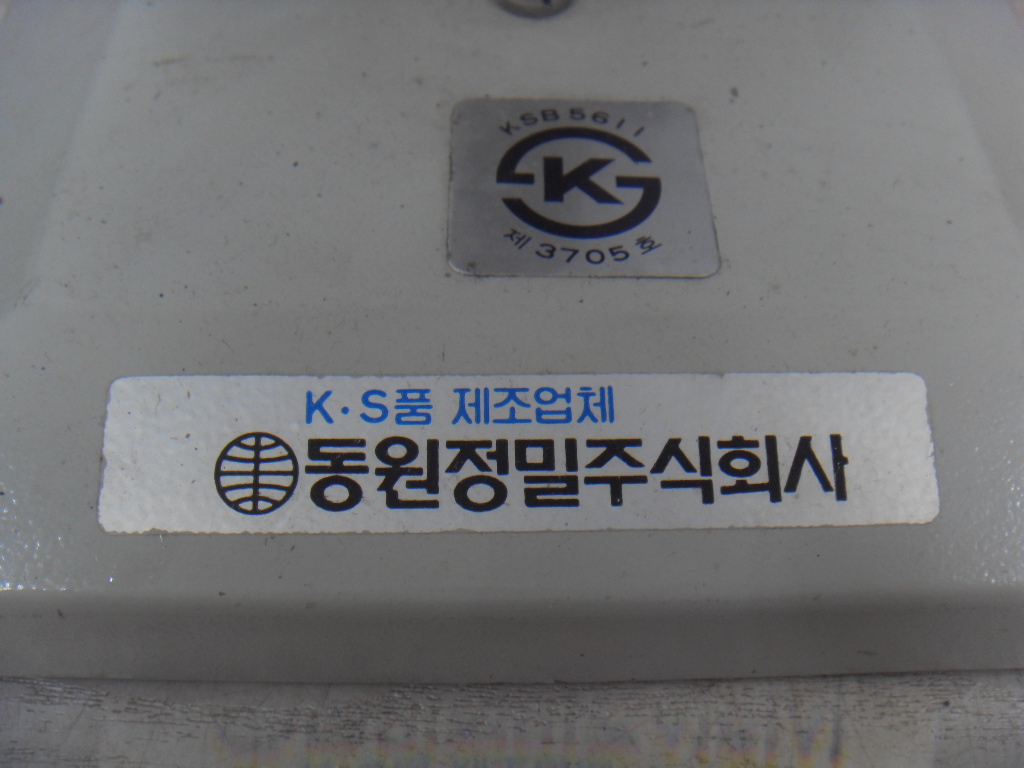 KSB 5611
K
제 3705 호
K·S품 제조업체
동원정밀주식회사